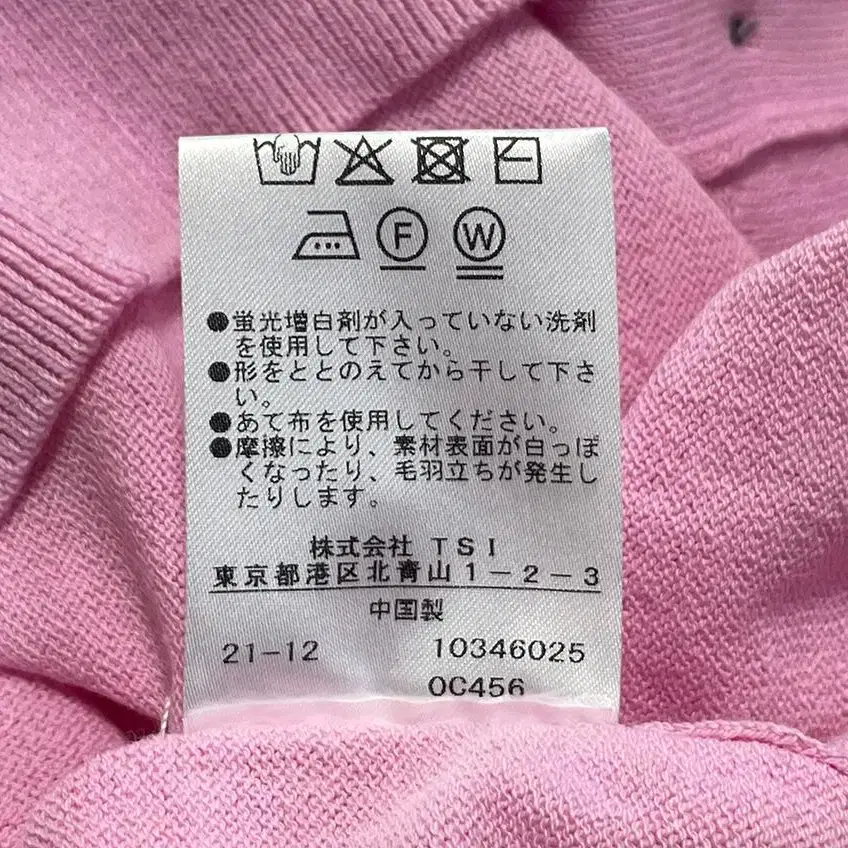 F W
●蛍光増白剤が入っていない洗剤
を使用して下さい。
●形をととのえてから干して下さ
い。
●あて布を使用してください。
●摩擦により、素材表面が白っぽ
くなったり、毛羽立ちが発生し
たりします。
株式会社 TSI
東京都港区北青山1-2-3
中国製
21-12 10346025
0C456